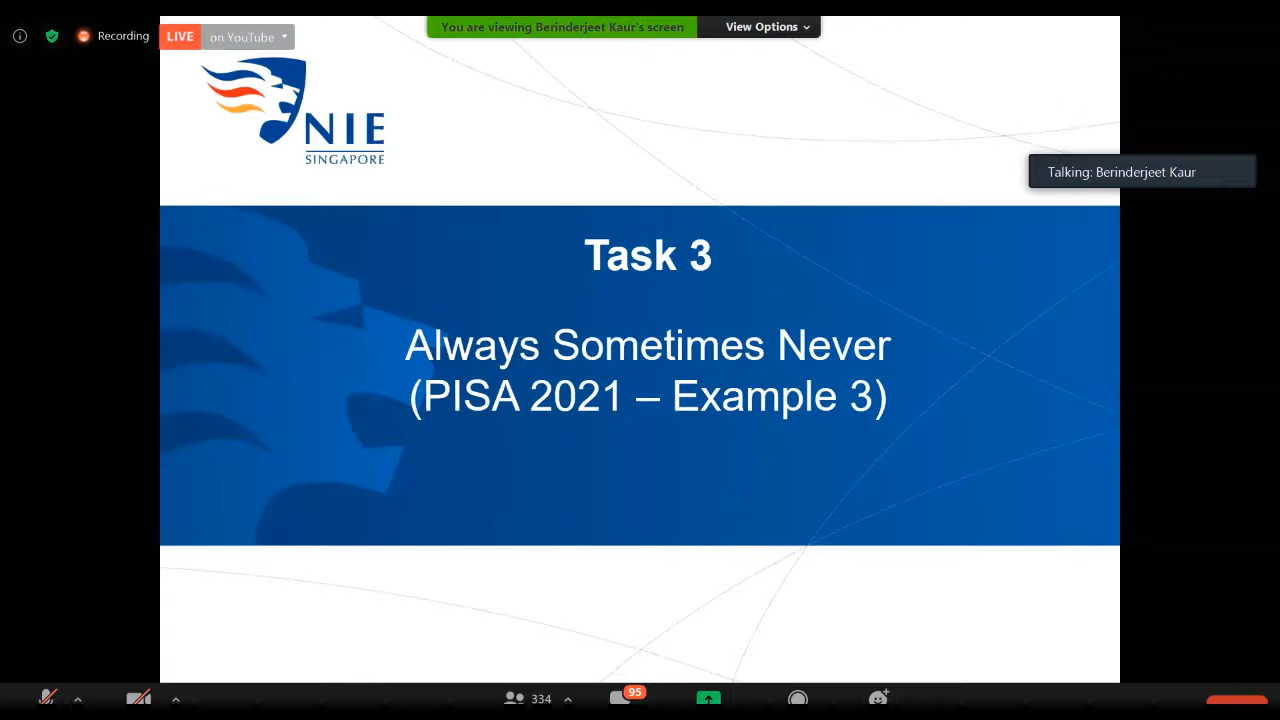 You are viewing Berinderjeet Kaur's screen
View Options
Recording
LIVE
on YouTube
NIE
SINGAPORE
Talking: Berinderjeet Kaur
Task 3
Always Sometimes Never
(PISA 2021 – Example 3)
334
95